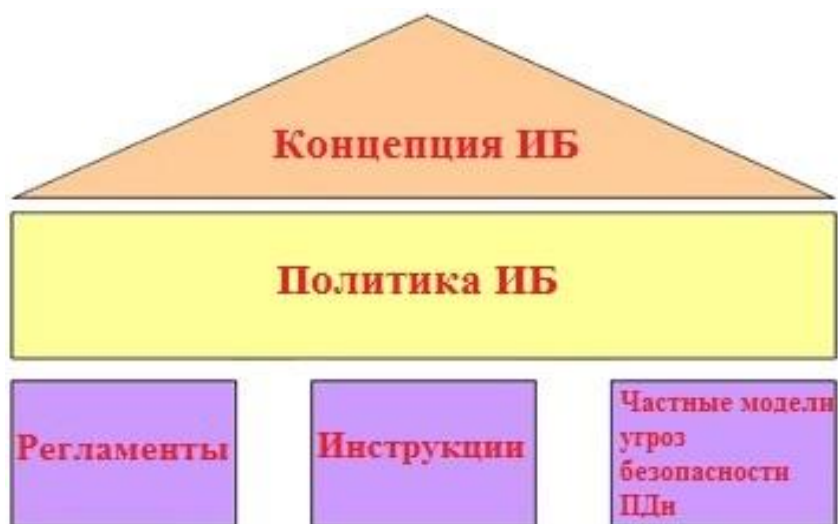 Концепция ИБ
Политика ИБ
Регламенты
Инструкции
Частные модели
угроз
безопасности
ПДн